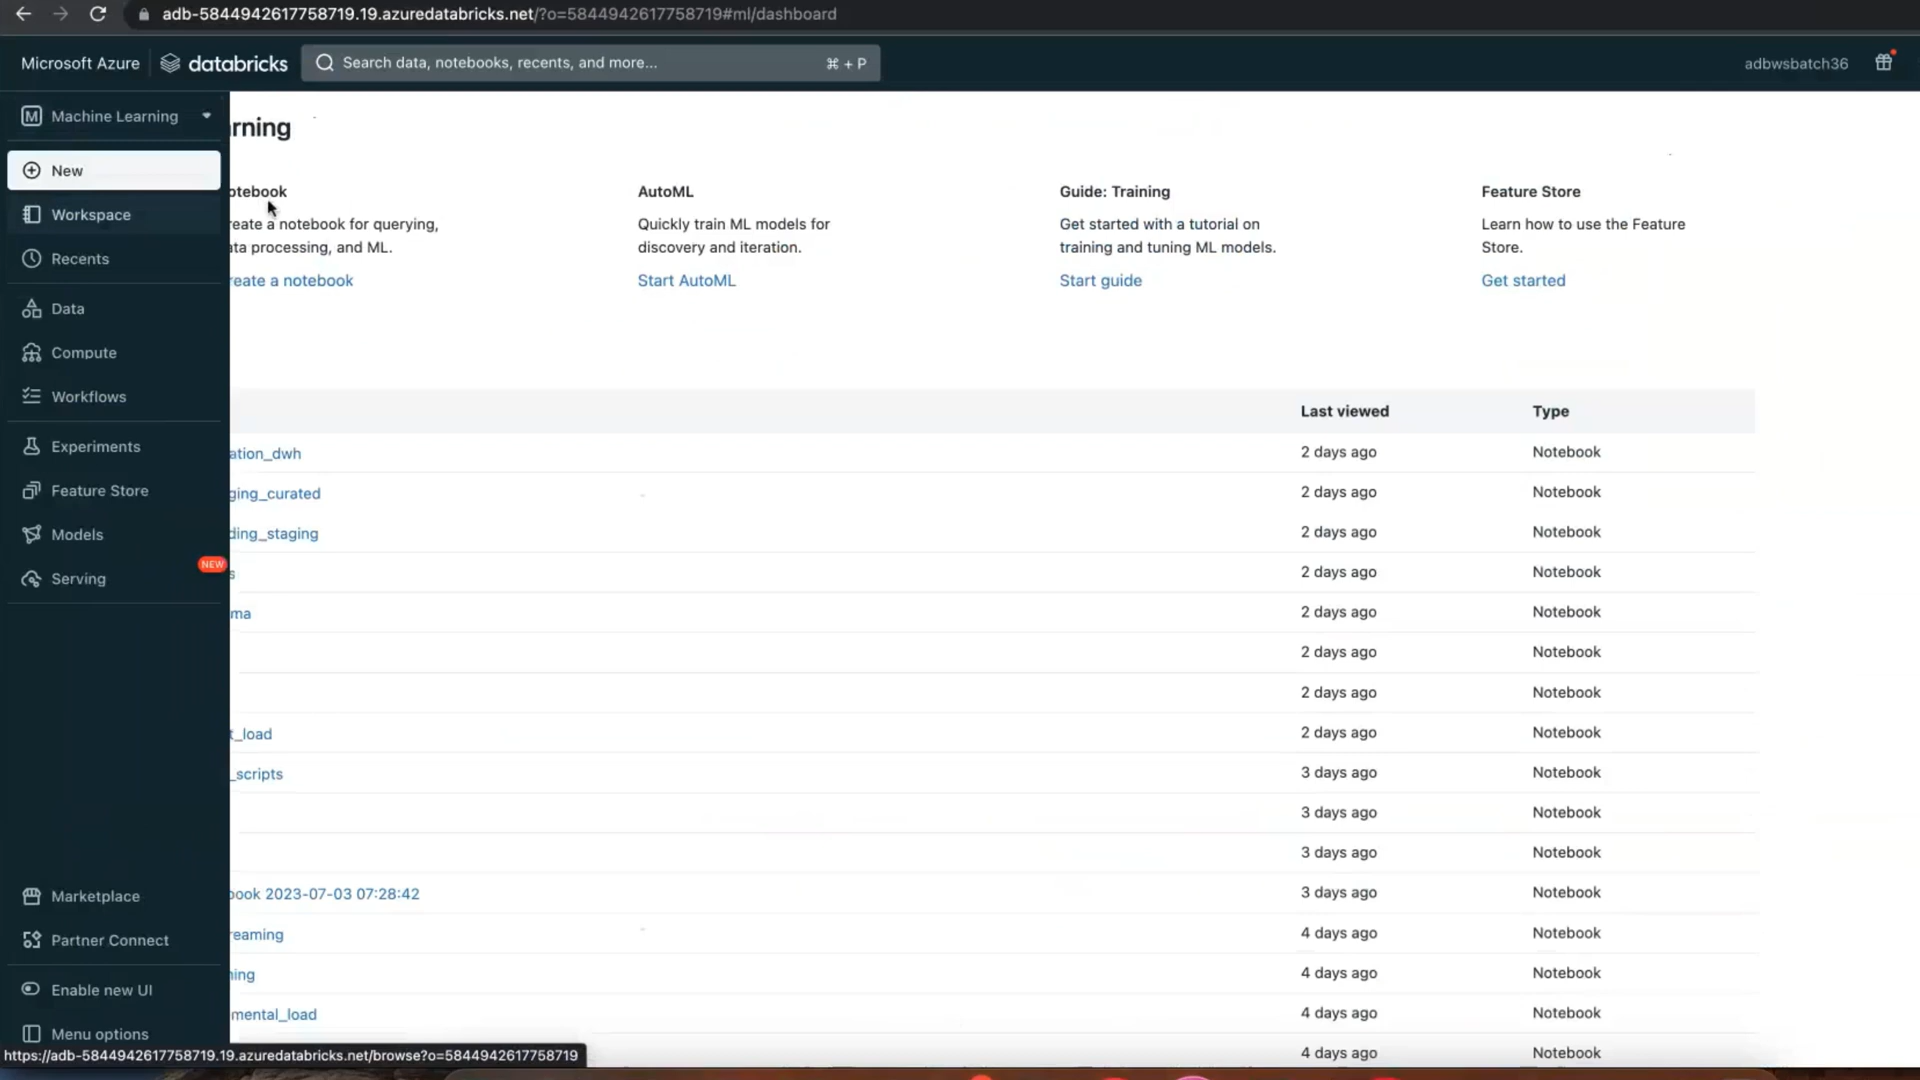 adb-5844942617758719.19.azuredatabricks.net/?o=5844942617758719#ml/dashboard
Microsoft Azure databricks Search data, notebooks, recents, and more... ⌘ + P adbwsbatch36
M Machine Learning
rning
New
Workspace
Recents
Data
Compute
Workflows
Experiments
Feature Store
Models
Serving NEW
Marketplace
Partner Connect
Enable new UI
Menu options
otebook
reate a notebook for querying,
ata processing, and ML.
reate a notebook
AutoML
Quickly train ML models for
discovery and iteration.
Start AutoML
Guide: Training
Get started with a tutorial on
training and tuning ML models.
Start guide
Feature Store
Learn how to use the Feature
Store.
Get started
Last viewed Type
ation_dwh 2 days ago Notebook
ging_curated 2 days ago Notebook
ding_staging 2 days ago Notebook
s 2 days ago Notebook
ma 2 days ago Notebook
2 days ago Notebook
2 days ago Notebook
t_load 2 days ago Notebook
_scripts 3 days ago Notebook
3 days ago Notebook
3 days ago Notebook
book 2023-07-03 07:28:42 3 days ago Notebook
reaming 4 days ago Notebook
ning 4 days ago Notebook
mental_load 4 days ago Notebook
4 days ago Notebook
https://adb-5844942617758719.19.azuredatabricks.net/browse?o=5844942617758719